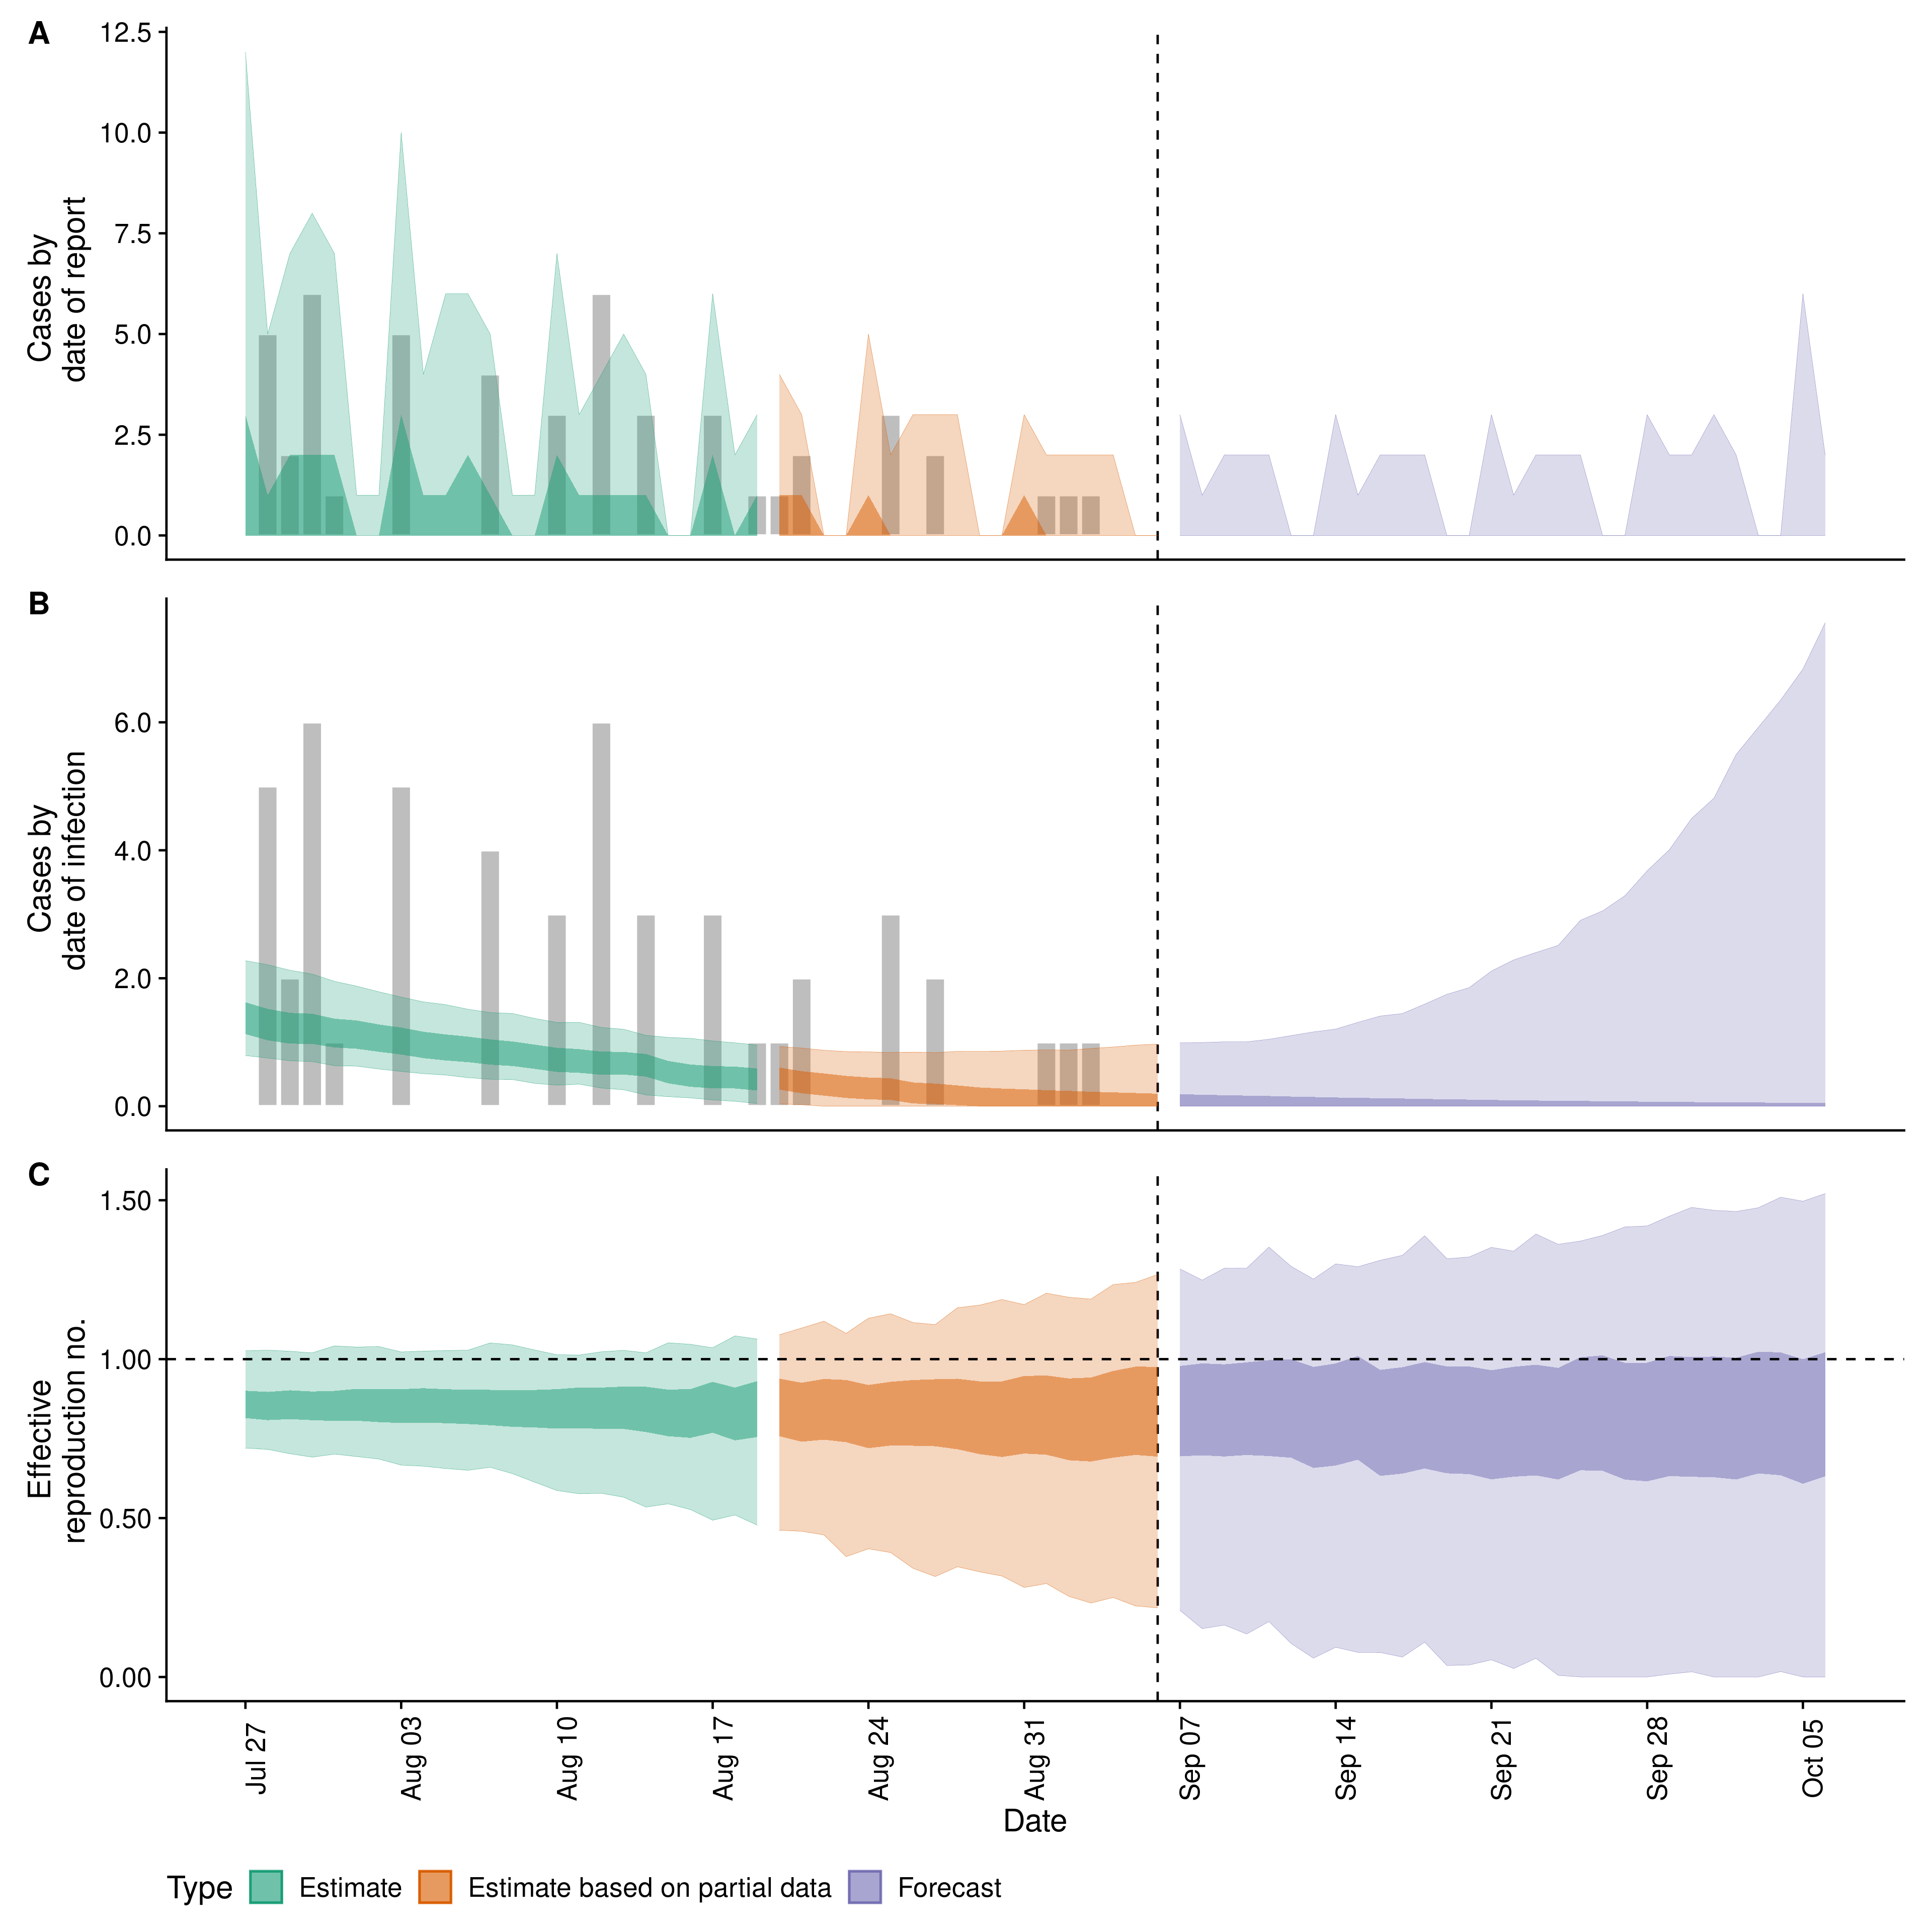 A
12.5
10.0
7.5
5.0
2.5
0.0
Cases by
date of report
B
6.0
4.0
2.0
0.0
Cases by
date of infection
C
1.50
1.00
0.50
0.00
Effective
reproduction no.
Jul 27
Aug 03
Aug 10
Aug 17
Aug 24
Aug 31
Sep 07
Sep 14
Sep 21
Sep 28
Oct 05
Date
Type Estimate Estimate based on partial data Forecast